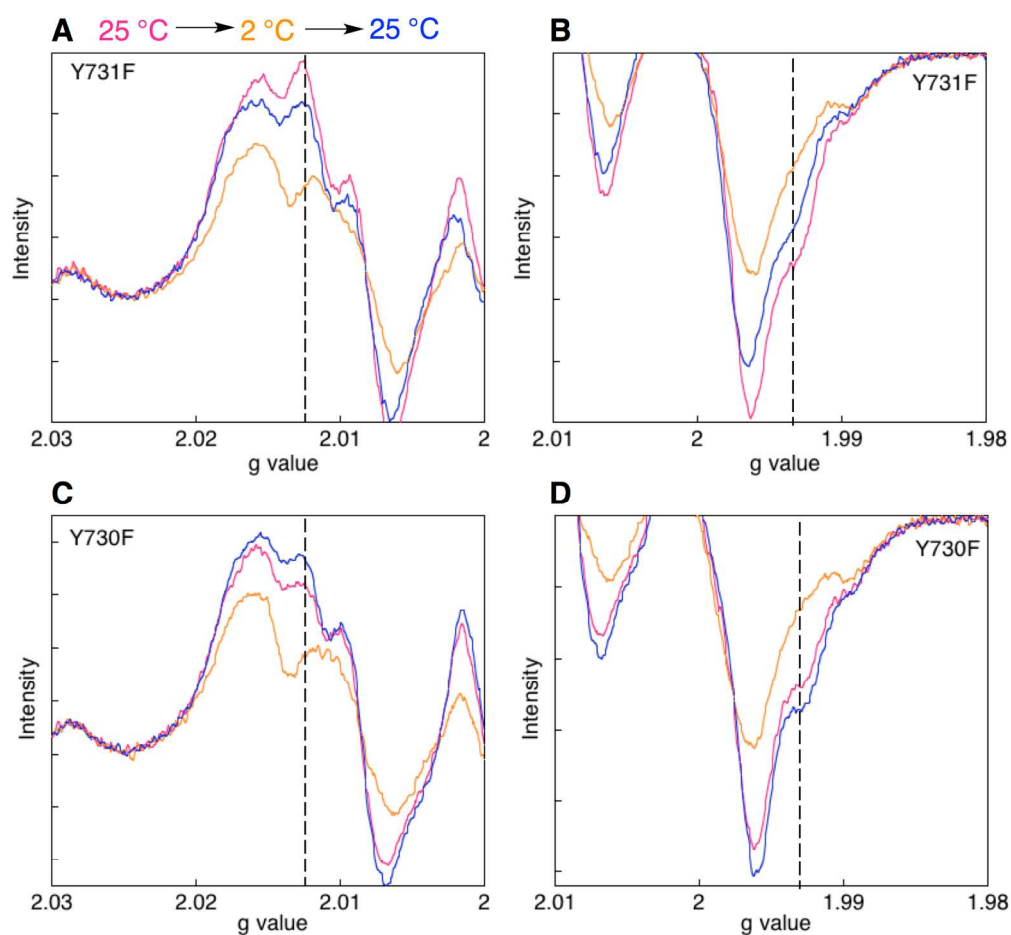 A 25 °C → 2 °C → 25 °C B
Y731F
Y731F
Intensity
Intensity
2.03 2.02 2.01 2
g value
2.01 2 1.99 1.98
g value
C D
Y730F
Y730F
Intensity
Intensity
2.03 2.02 2.01 2
g value
2.01 2 1.99 1.98
g value